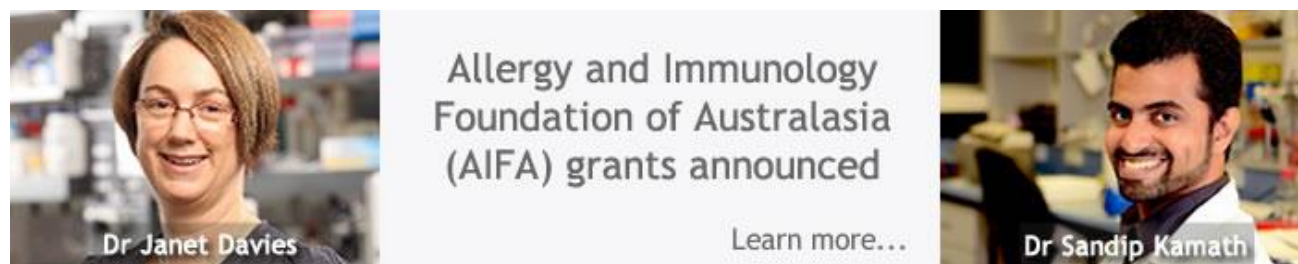 Allergy and Immunology
Foundation of Australasia
(AIFA) grants announced
Learn more...
Dr Janet Davies
Dr Sandip Kamath